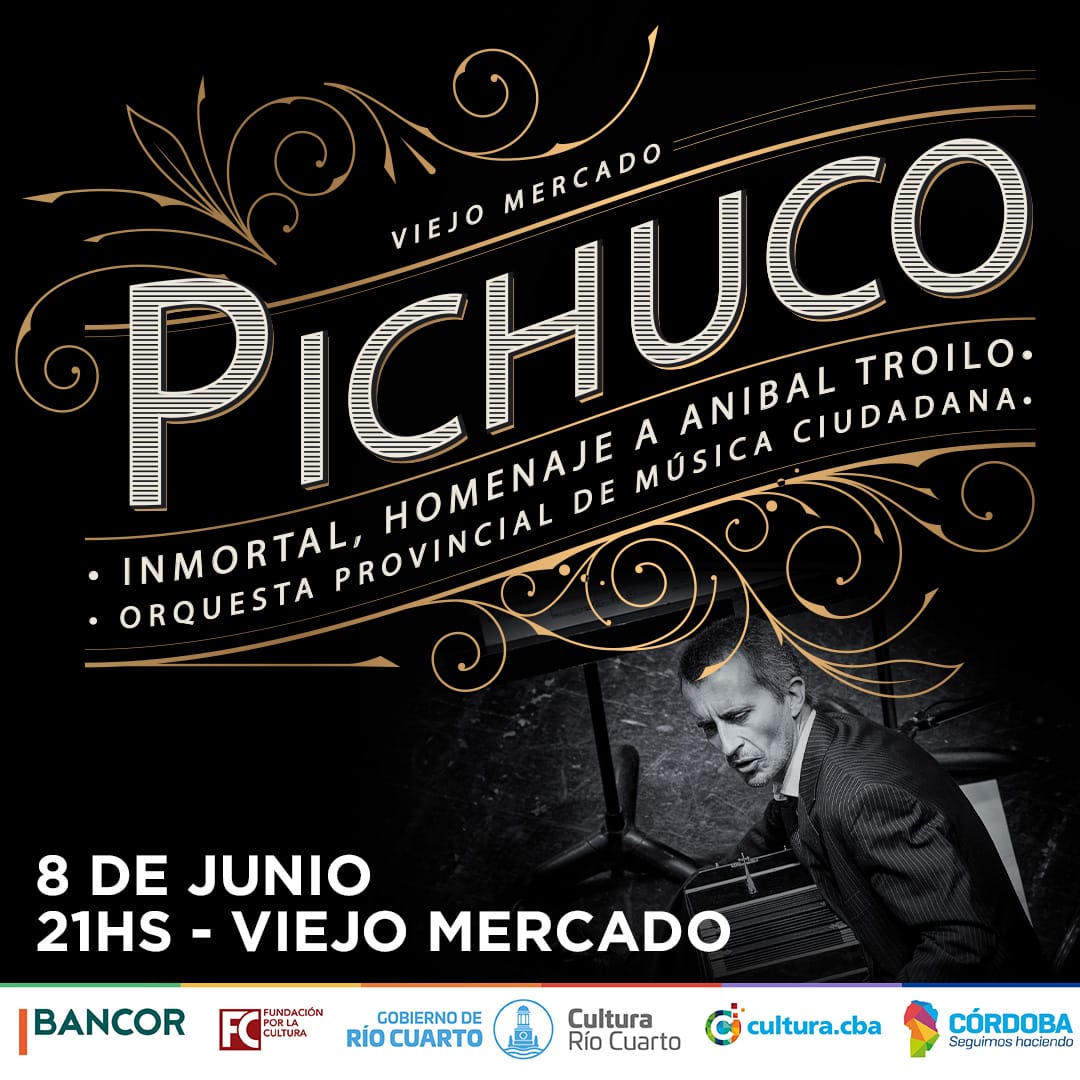 VIEJO MERCADO
PICHUCO
• INMORTAL, HOMENAJE A ANIBAL TROILO •
• ORQUESTA PROVINCIAL DE MÚSICA CIUDADANA •
8 DE JUNIO
21HS - VIEJO MERCADO
BANCOR
FC
FUNDACIÓN
POR LA
CULTURA
GOBIERNO DE
RÍO CUARTO
Cultura
Río Cuarto
cultura.cba
CÓRDOBA
Seguimos haciendo